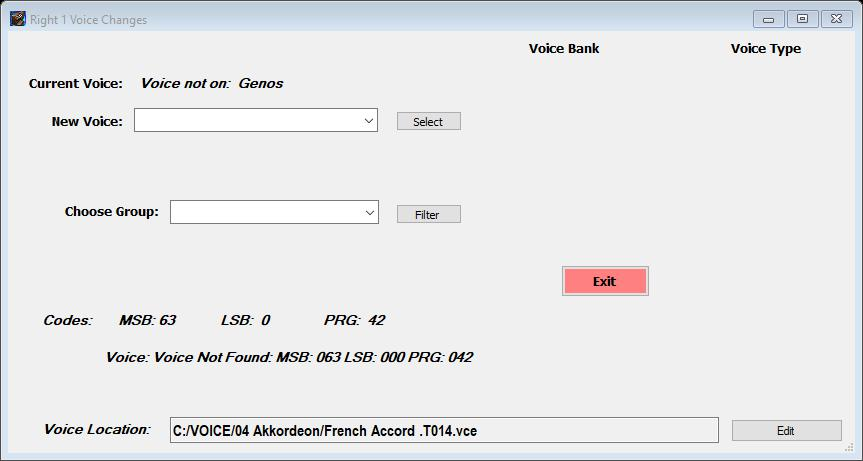 Right 1 Voice Changes
Voice Bank Voice Type
Current Voice: Voice not on: Genos
New Voice: Select
Choose Group: Filter
Exit
Codes: MSB: 63 LSB: 0 PRG: 42
Voice: Voice Not Found: MSB: 063 LSB: 000 PRG: 042
Voice Location: C:/VOICE/04 Akkordeon/French Accord .T014.vce Edit